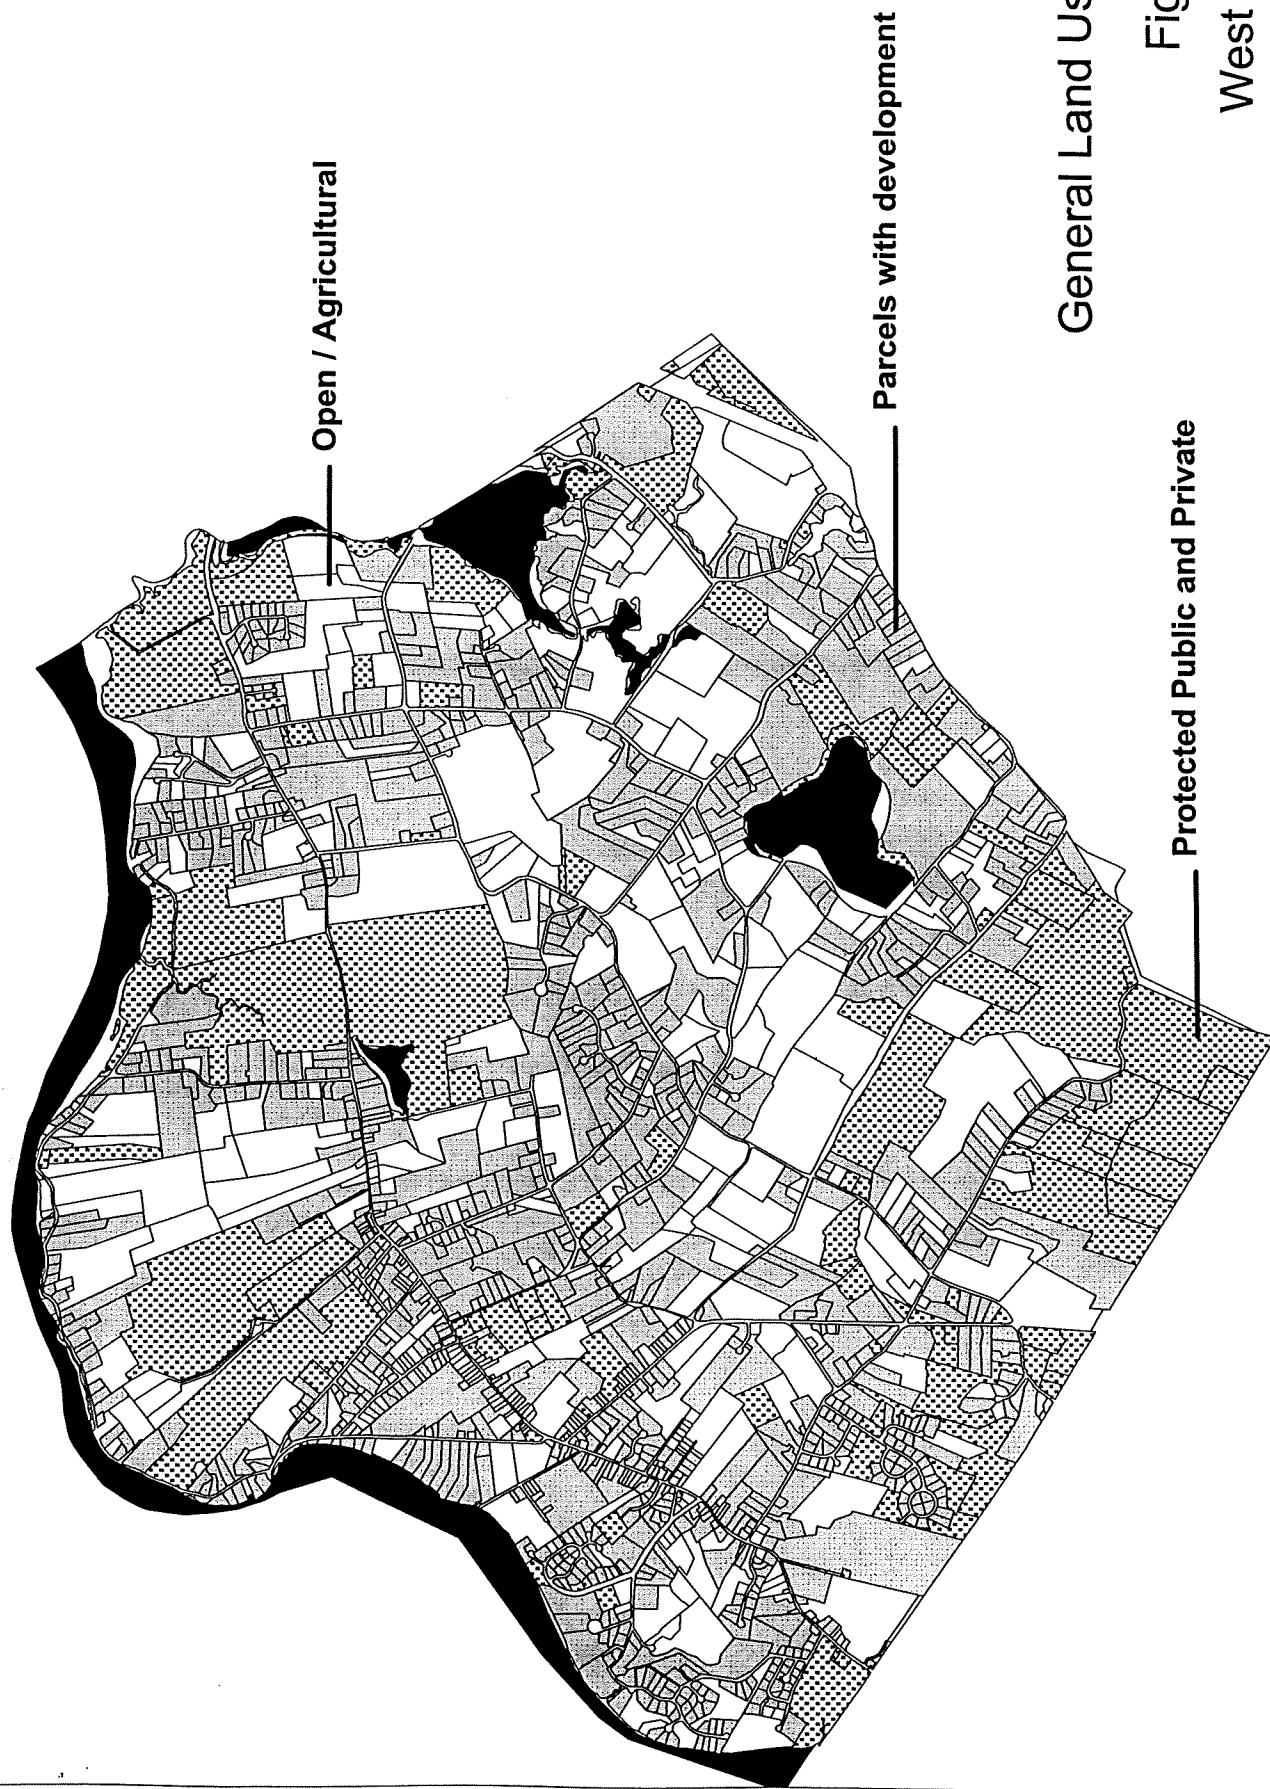 Open / Agricultural
Parcels with development
Protected Public and Private
General Land Us
Fig
West